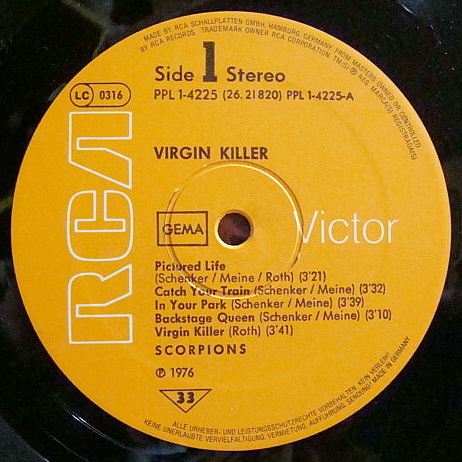 MADE BY RCA SCHALLPLATTEN GMBH, HAMBURG, GERMANY, FROM MASTERS OWNED OR CONTROLLED
BY RCA RECORDS TRADEMARK OWNER RCA CORPORATION. TM(S) ® REG. MARCA(S) REGISTRADA(S)
Side 1 Stereo
LC 0316
PPL 1-4225 (26.21820) PPL 1-4225-A
RCA
VIRGIN KILLER
GEMA
Victor
Pictured Life
(Schenker/Meine/Roth) (3'21)
Catch Your Train (Schenker/Meine) (3'32)
In Your Park (Schenker/Meine) (3'39)
Backstage Queen (Schenker/Meine) (3'10)
Virgin Killer (Roth) (3'41)
SCORPIONS
℗ 1976
33
ALLE URHEBER- UND LEISTUNGSSCHUTZRECHTE VORBEHALTEN. KEIN VERLEIH!
KEINE UNERLAUBTE VERVIELFÄLTIGUNG, VERMIETUNG, AUFFÜHRUNG, SENDUNG! MADE IN GERMANY